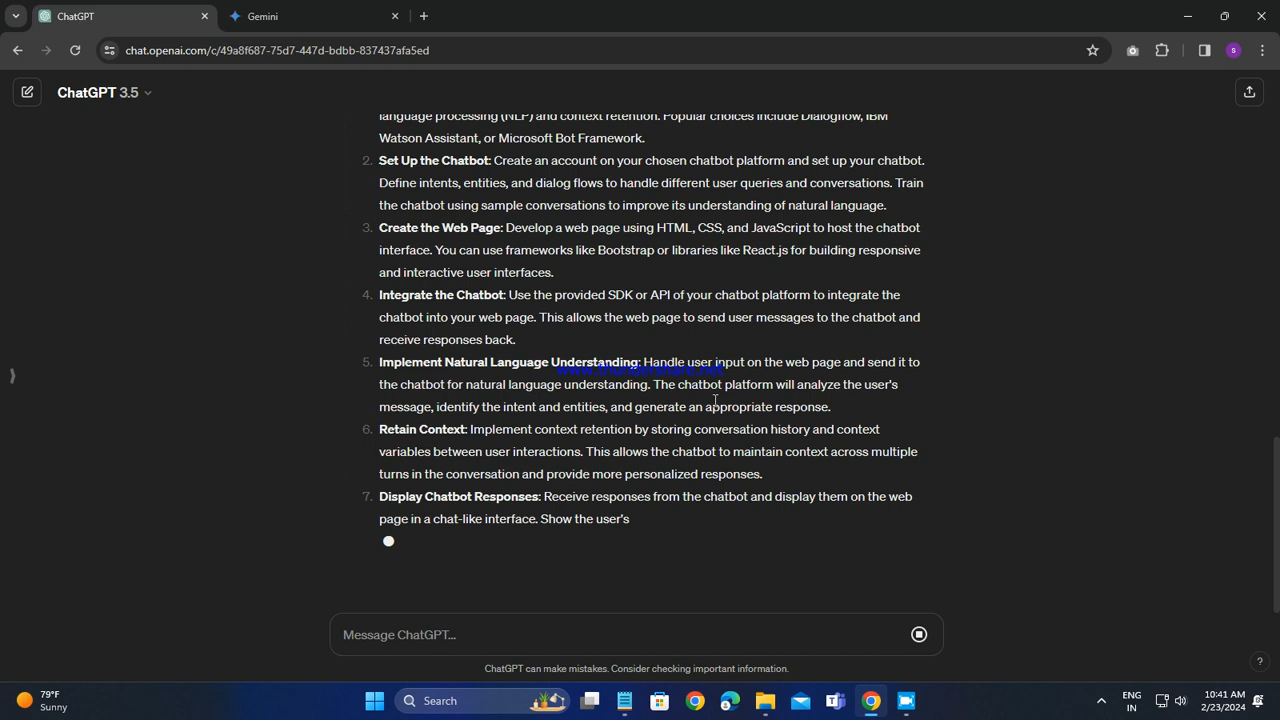 ChatGPT
Gemini
chat.openai.com/c/49a8f687-75d7-447d-bdbb-837437afa5ed
S
ChatGPT 3.5
language processing (NLP) and context retention. Popular choices include Dialogflow, IBM
Watson Assistant, or Microsoft Bot Framework.
2. Set Up the Chatbot: Create an account on your chosen chatbot platform and set up your chatbot.
Define intents, entities, and dialog flows to handle different user queries and conversations. Train
the chatbot using sample conversations to improve its understanding of natural language.
3. Create the Web Page: Develop a web page using HTML, CSS, and JavaScript to host the chatbot
interface. You can use frameworks like Bootstrap or libraries like React.js for building responsive
and interactive user interfaces.
4. Integrate the Chatbot: Use the provided SDK or API of your chatbot platform to integrate the
chatbot into your web page. This allows the web page to send user messages to the chatbot and
receive responses back.
5. Implement Natural Language Understanding: Handle user input on the web page and send it to
www.thundershare.net
the chatbot for natural language understanding. The chatbot platform will analyze the user's
message, identify the intent and entities, and generate an appropriate response.
6. Retain Context: Implement context retention by storing conversation history and context
variables between user interactions. This allows the chatbot to maintain context across multiple
turns in the conversation and provide more personalized responses.
7. Display Chatbot Responses: Receive responses from the chatbot and display them on the web
page in a chat-like interface. Show the user's
Message ChatGPT...
ChatGPT can make mistakes. Consider checking important information.
?
79°F
Sunny
Search
ENG
IN
10:41 AM
2/23/2024